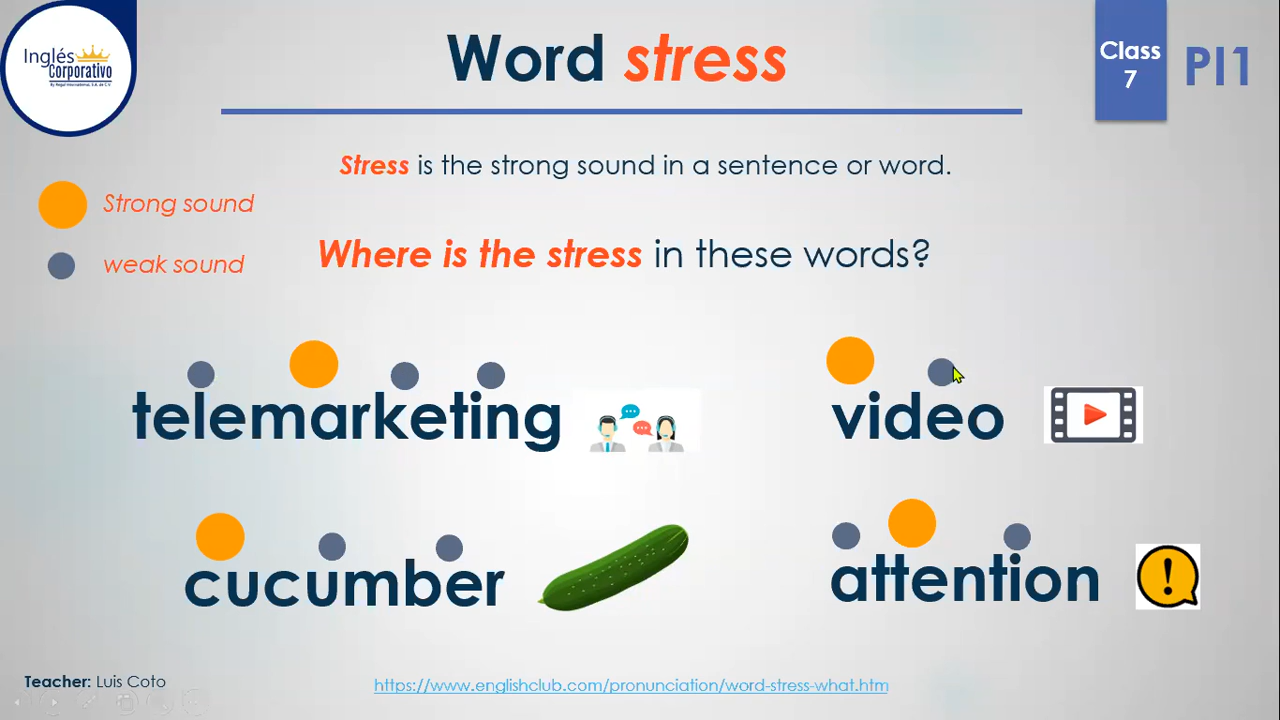 Inglés
Corporativo
Word stress
Class
7
PI1
Stress is the strong sound in a sentence or word.
Strong sound
weak sound
Where is the stress in these words?
telemarketing
video
cucumber
attention
Teacher: Luis Coto
https://www.englishclub.com/pronunciation/word-stress-what.htm